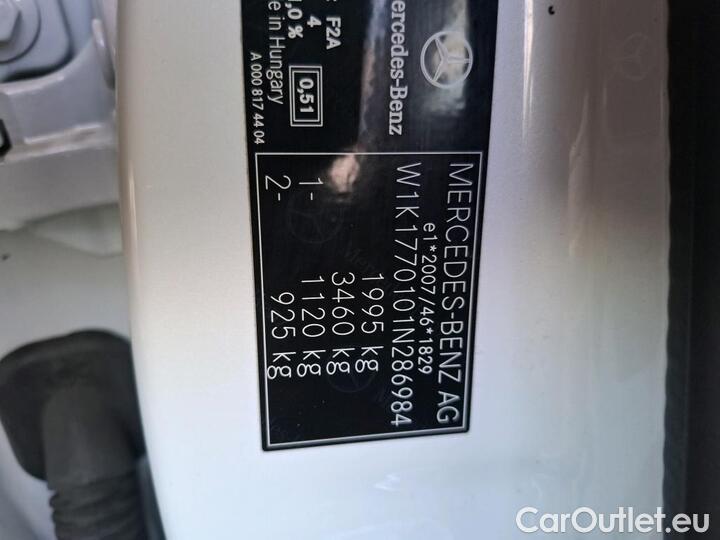 MERCEDES-BENZ AG
e1*2007/46*1829
W1K1770101N286984
1995 kg
3460 kg
1- 1120 kg
2- 925 kg
Mercedes-Benz
F2A
4
,0 %
0,51
e in Hungary
A 000 817 44 04
CarOutlet.eu